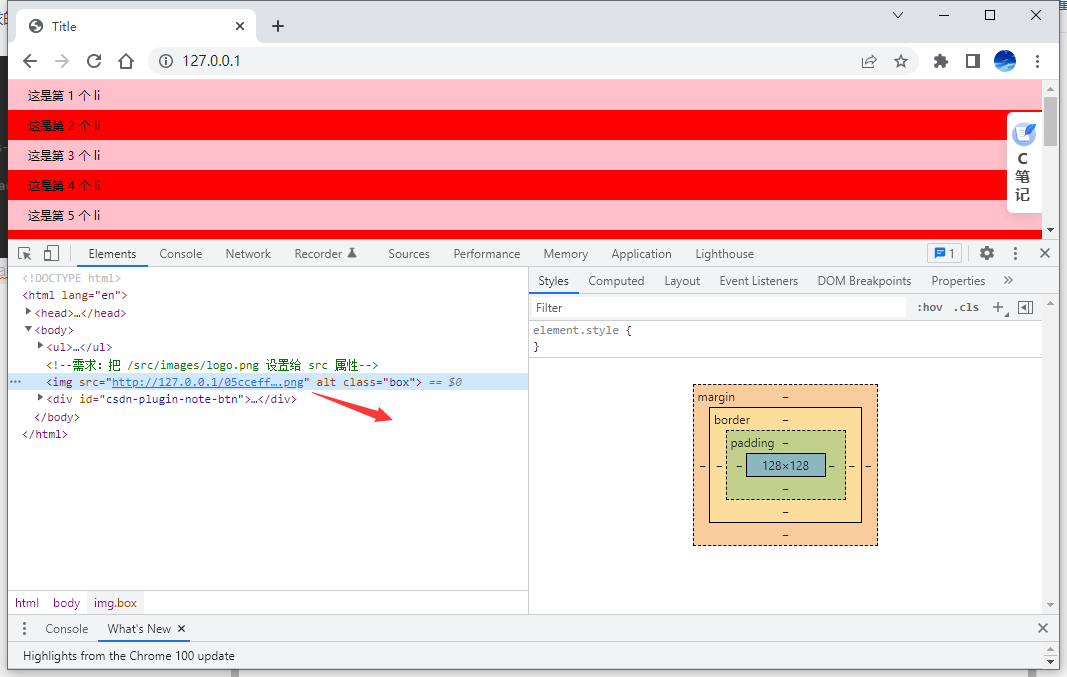 Title
127.0.0.1
这是第 1 个 li
这是第 2 个 li
这是第 3 个 li
这是第 4 个 li
这是第 5 个 li
C
笔
记
Elements Console Network Recorder Sources Performance Memory Application Lighthouse 1
<!DOCTYPE html>
<html lang="en">
<head>…</head>
<body>
<ul>…</ul>
<!--需求: 把 /src/images/logo.png 设置给 src 属性-->
<img src="http://127.0.0.1/05cceff….png" alt class="box"> == $0
<div id="csdn-plugin-note-btn">…</div>
</body>
</html>
html body img.box
Styles Computed Layout Event Listeners DOM Breakpoints Properties »
Filter :hov .cls +
element.style {
}
margin –
border –
padding –
– – – 128×128 – – –
–
–
–
Console What's New
Highlights from the Chrome 100 update